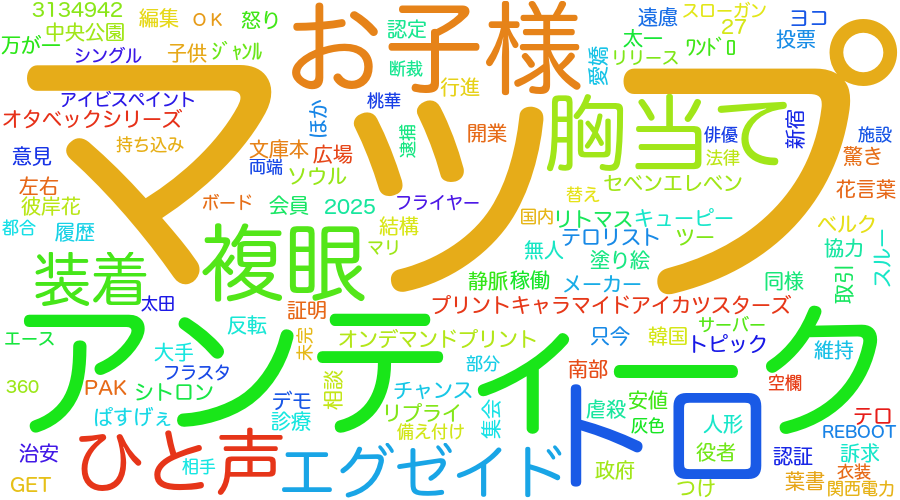 3134942
編集
OK
怒り
お子様
認定
遠慮
スローガン
ヨコ
中央公園
27
万が一
シングル
子供
ジャンル
断裁
愛嬌
太一
ワンドロ
投票
リリース
行進
マップ
アイビスペイント
桃華
オタベックシリーズ
ほか
逮捕
開業
胸当て
新宿
俳優
施設
意見
持ち込み
文庫本
広場
両端
ソウル
法律
驚き
左右
セブンエレベン
花言葉
彼岸花
ボード
会員
2025
フライヤー
替え
都合
履歴
結構
国内
リトマス
キューピー
ベルク
複眼
マリ
テロリスト
ツー
無人
協力
スルー
装着
静脈
稼働
塗り絵
メーカー
同様
取引
太田
証明
プリントキャラマイドアイカツスターズ
エース
反転
未完
オンデマンドプリント
只今
韓国
サーバー
トピック
大手
フラスタ
部分
維持
アンティーク
360
PAK
シトロン
相談
チャンス
南部
空欄
トロ
デモ
リプライ
虐殺
安値
人形
テロ
ぱすげぇ
診療
備え付け
集会
灰色
REBOOT
治安
ひと声
相手
エグゼイド
役者
認証
訴求
政府
衣装
GET
つけ
葉書
関西電力